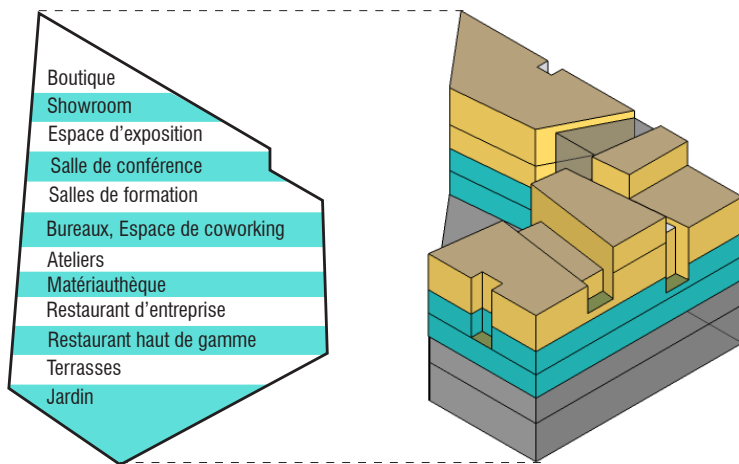 Boutique
Showroom
Espace d'exposition
Salle de conférence
Salles de formation
Bureaux, Espace de coworking
Ateliers
Matériauthèque
Restaurant d'entreprise
Restaurant haut de gamme
Terrasses
Jardin